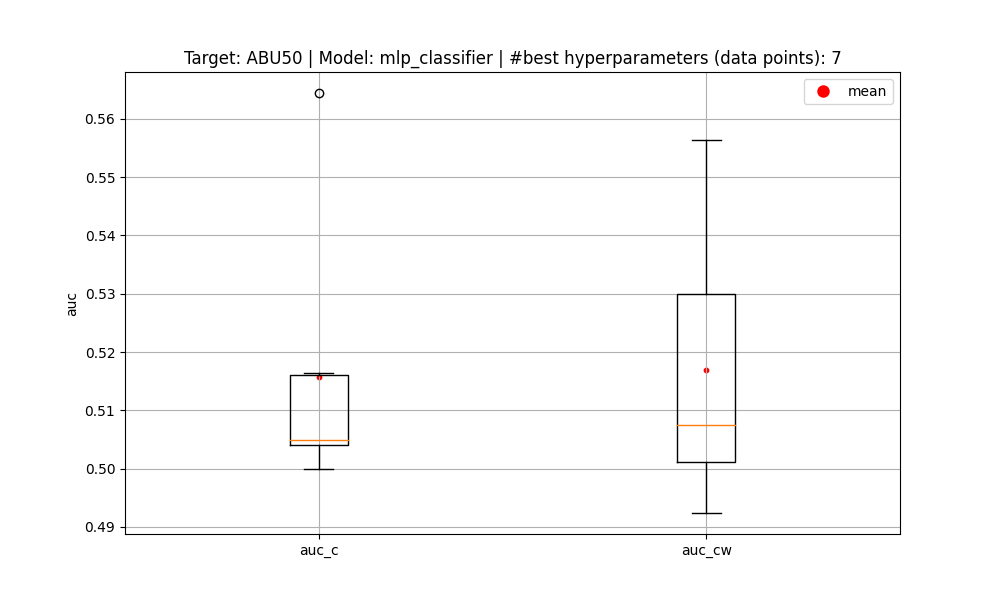 Target: ABU50 | Model: mlp_classifier | #best hyperparameters (data points): 7
mean
0.56
0.55
0.54
0.53
0.52
0.51
0.50
0.49
auc
auc_c
auc_cw